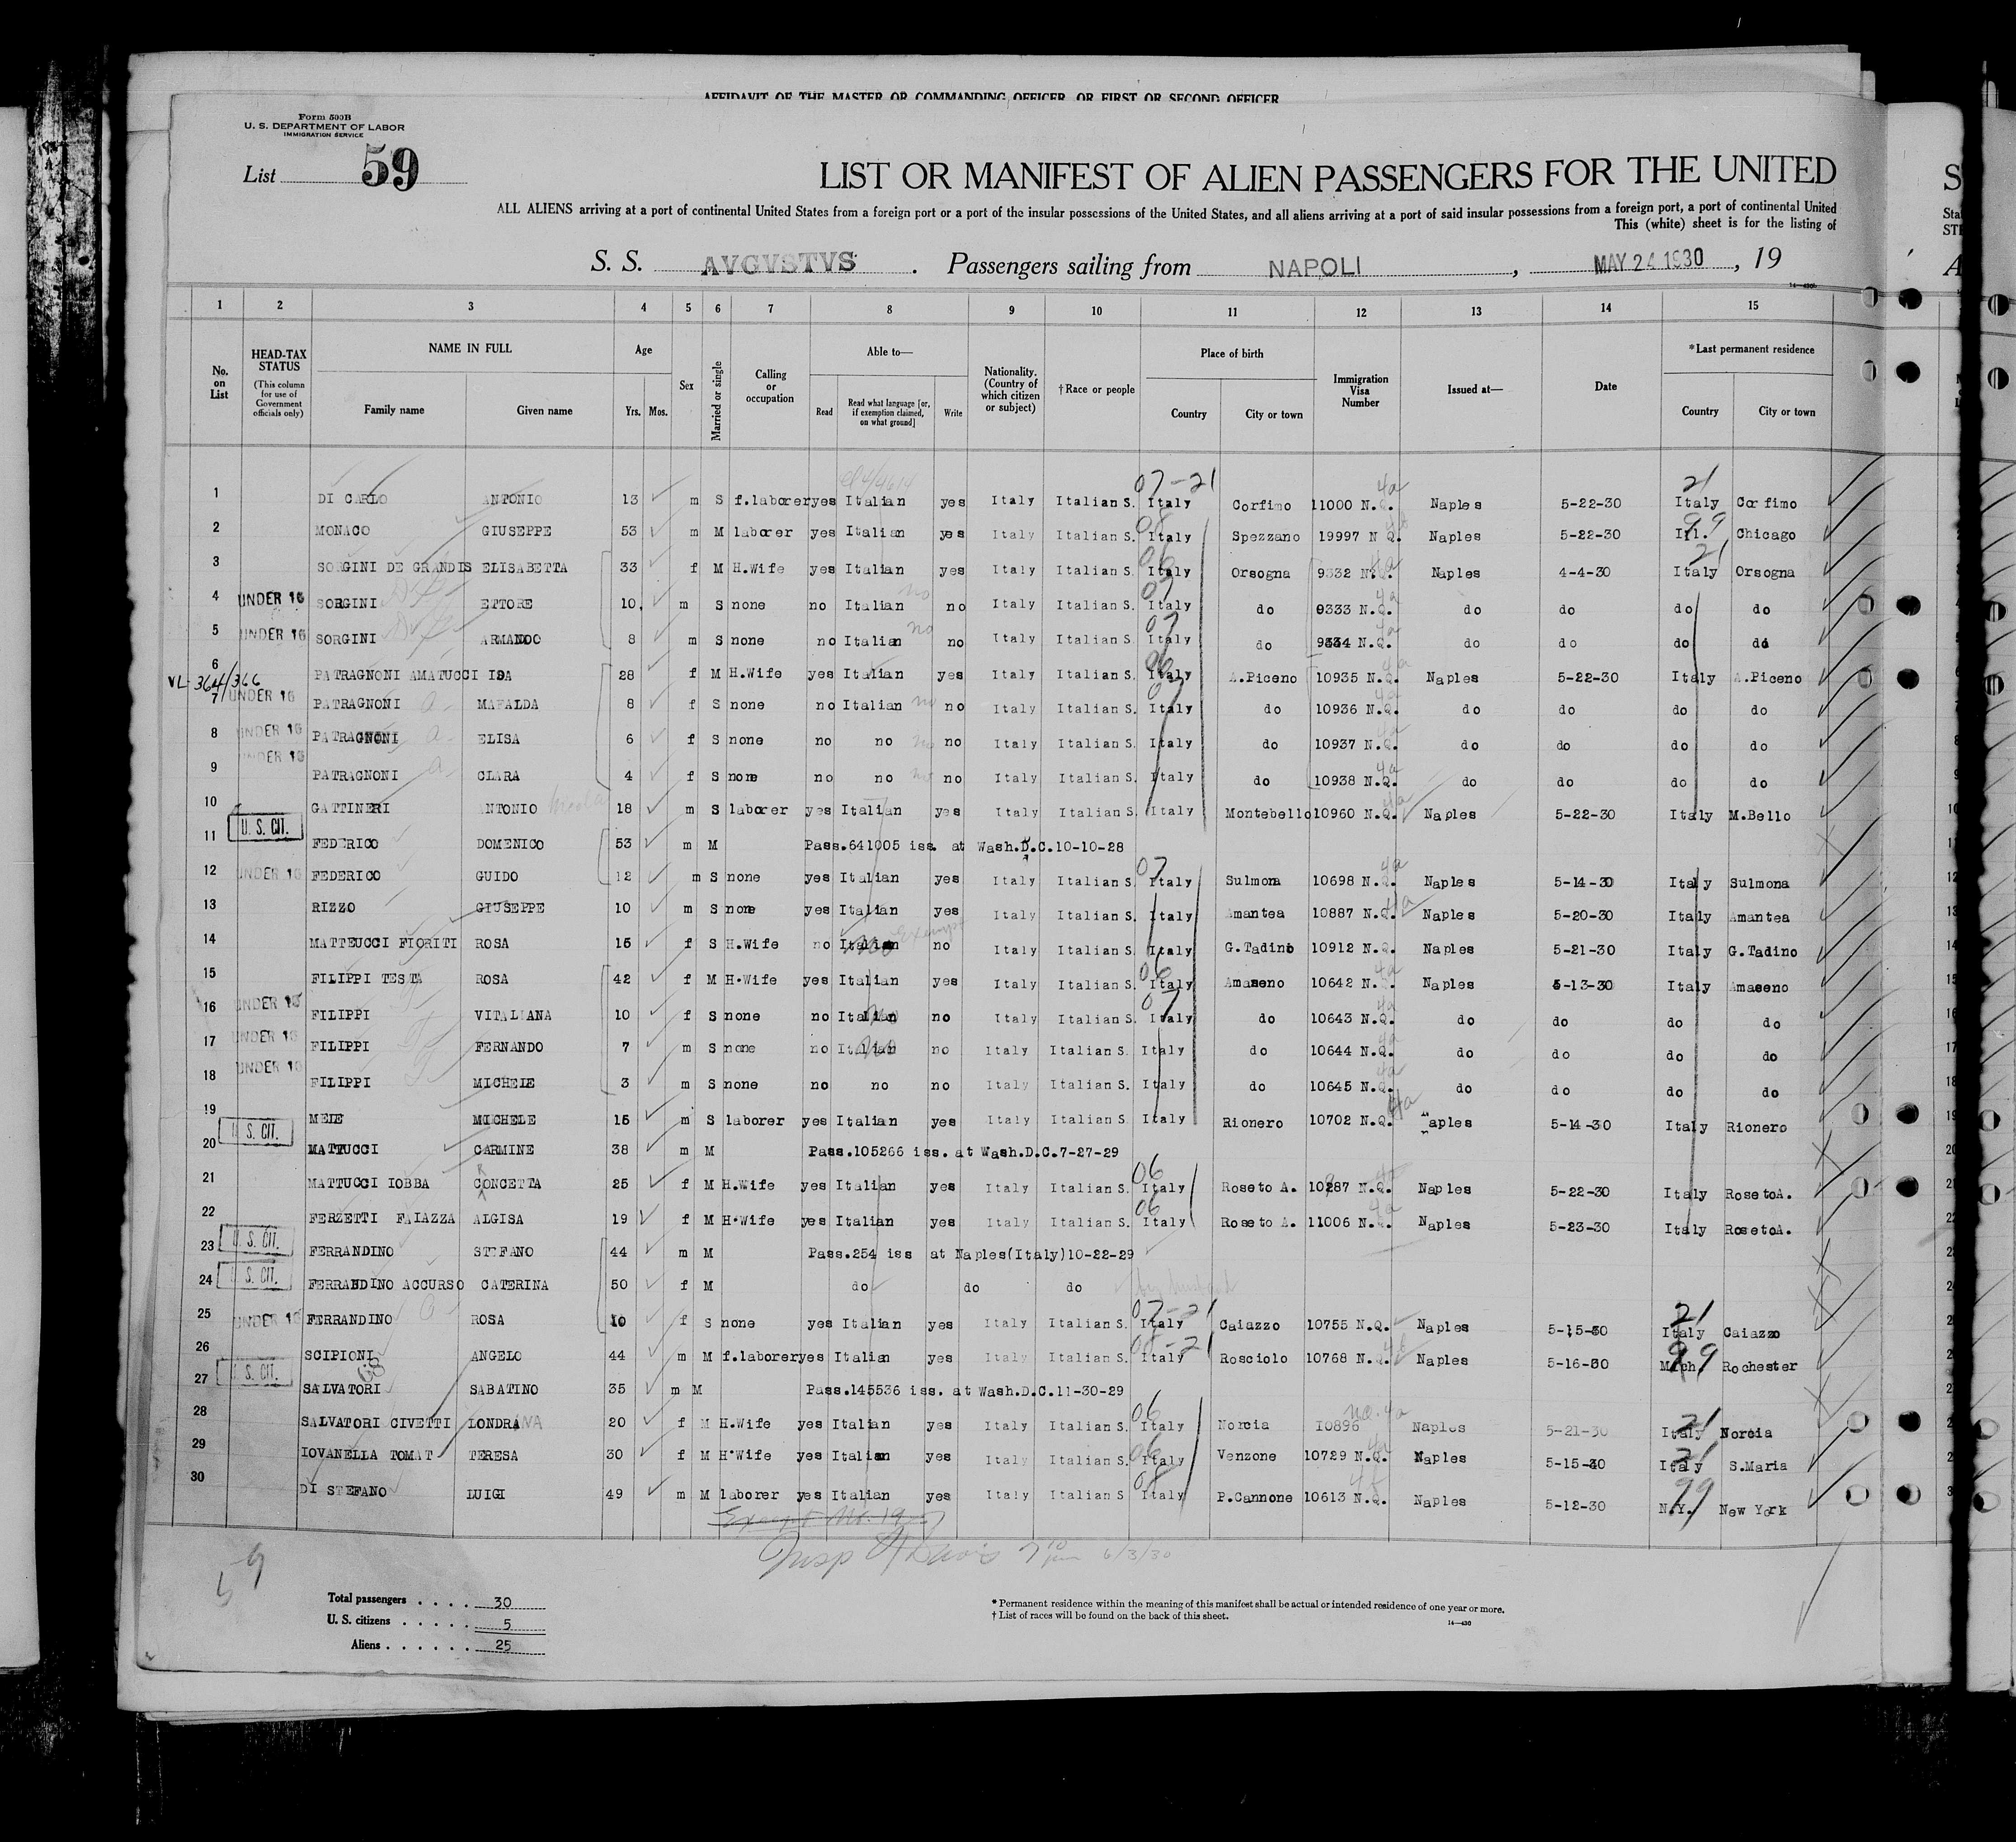 AFFIDAVIT OF THE MASTER OR COMMANDING OFFICER, OR FIRST OR SECOND OFFICER
Form 500B
U. S. DEPARTMENT OF LABOR
IMMIGRATION SERVICE
List 59
LIST OR MANIFEST OF ALIEN PASSENGERS FOR THE UNITED
ALL ALIENS arriving at a port of continental United States from a foreign port or a port of the insular possessions of the United States, and all aliens arriving at a port of said insular possessions from a foreign port, a port of continental United
This (white) sheet is for the listing of
S. S. AVGVSTVS. Passengers sailing from NAPOLI, MAY 24 1930, 19
1 2 3 4 5 6 7 8 9 10 11 12 13 14 15
No. on List
HEAD-TAX STATUS (This column for use of Government officials only)
NAME IN FULL Family name Given name
Age Yrs. Mos.
Sex
Married or single
Calling or occupation
Able to— Read Read what language [or, if exemption claimed, on what ground] Write
Nationality. (Country of which citizen or subject)
†Race or people
Place of birth Country City or town
Immigration Visa Number
Issued at—
Date
*Last permanent residence Country City or town
1 DI CARLO ANTONIO 13 m S f.laborer yes Italian yes Italy Italian S. Italy Corfimo 11000 N.Q. Naples 5-22-30 Italy Corfimo
2 MONACO GIUSEPPE 53 m M laborer yes Italian yes Italy Italian S. Italy Spezzano 19997 N Q. Naples 5-22-30 Ill. Chicago
3 SORGINI DE GRANDIS ELISABETTA 33 f M H.Wife yes Italian yes Italy Italian S. Italy Orsogna 9332 N.Q. Naples 4-4-30 Italy Orsogna
4 UNDER 16 SORGINI ETTORE 10 m S none no Italian no Italy Italian S. Italy do 9333 N.Q. do do do do
5 UNDER 16 SORGINI ARMANDO 8 m S none no Italian no Italy Italian S. Italy do 9334 N.Q. do do do do
6 PATRAGNONI AMATUCCI IDA 28 f M H.Wife yes Italian yes Italy Italian S. Italy A.Piceno 10935 N.Q. Naples 5-22-30 Italy A.Piceno
VL-364/366
7 UNDER 16 PATRAGNONI MAFALDA 8 f S none no Italian no Italy Italian S. Italy do 10936 N.Q. do do do do
8 UNDER 16 PATRAGNONI ELISA 6 f S none no no no Italy Italian S. Italy do 10937 N.Q. do do do do
9 UNDER 16 PATRAGNONI CLARA 4 f S none no no no Italy Italian S. Italy do 10938 N.Q. do do do do
10 GATTINERI ANTONIO Nicola 18 m S laborer yes Italian yes Italy Italian S. Italy Montebello 10960 N.Q. Naples 5-22-30 Italy M.Bello
11 U. S. CIT. FEDERICO DOMENICO 53 m M Pass.641005 iss. at Wash.D.C.10-10-28
12 UNDER 16 FEDERICO GUIDO 12 m S none yes Italian yes Italy Italian S. Italy Sulmona 10698 N.Q. Naples 5-14-30 Italy Sulmona
13 RIZZO GIUSEPPE 10 m S none yes Italian yes Italy Italian S. Italy Amantea 10887 N.Q. Naples 5-20-30 Italy Amantea
14 MATTEUCCI FIORITI ROSA 15 f S H.Wife no Italian no Italy Italian S. Italy G.Tadino 10912 N.Q. Naples 5-21-30 Italy G.Tadino
15 FILIPPI TESTA ROSA 42 f M H.Wife yes Italian yes Italy Italian S. Italy Amaseno 10642 N.Q. Naples 5-13-30 Italy Amaseno
16 UNDER 16 FILIPPI VITALIANA 10 f S none no Italian no Italy Italian S. Italy do 10643 N.Q. do do do do
17 UNDER 16 FILIPPI FERNANDO 7 m S none no Italian no Italy Italian S. Italy do 10644 N.Q. do do do do
18 UNDER 16 FILIPPI MICHELE 3 m S none no no no Italy Italian S. Italy do 10645 N.Q. do do do do
19 MELE MICHELE 15 m S laborer yes Italian yes Italy Italian S. Italy Rionero 10702 N.Q. Naples 5-14-30 Italy Rionero
20 U. S. CIT. MATTUCCI CARMINE 38 m M Pass.105266 iss. at Wash.D.C.7-27-29
21 MATTUCCI IOBBA CONCETTA 25 f M H.Wife yes Italian yes Italy Italian S. Italy Roseto A. 10287 N.Q. Naples 5-22-30 Italy RosetoA.
22 FERZETTI FAIAZZA ALGISA 19 f M H.Wife yes Italian yes Italy Italian S. Italy Roseto A. 11006 N.Q. Naples 5-23-30 Italy RosetoA.
23 U. S. CIT. FERRANDINO STEFANO 44 m M Pass.254 iss at Naples(Italy)10-22-29
24 U. S. CIT. FERRANDINO ACCURSO CATERINA 50 f M do do do
25 UNDER 16 FERRANDINO ROSA 10 f S none yes Italian yes Italy Italian S. Italy Caiazzo 10755 N.Q. Naples 5-15-30 Italy Caiazzo
26 SCIPIONI ANGELO 44 m M f.laborer yes Italian yes Italy Italian S. Italy Rosciolo 10768 N.Q. Naples 5-16-30 Mich. Rochester
27 U. S. CIT. SALVATORI SABATINO 35 m M Pass.145536 iss. at Wash.D.C.11-30-29
28 SALVATORI CIVETTI LONDRANA 20 f M H.Wife yes Italian yes Italy Italian S. Italy Norcia 10896 Naples 5-21-30 Italy Norcia
29 IOVANELLA TOMAT TERESA 30 f M H.Wife yes Italian yes Italy Italian S. Italy Venzone 10729 N.Q. Naples 5-15-30 Italy S.Maria
30 DI STEFANO LUIGI 49 m M laborer yes Italian yes Italy Italian S Italy P.Cannone 10613 N.Q. Naples 5-12-30 N.Y. New York
59
6/3/30
Total passengers . . . . 30
U. S. citizens . . . . . 5
Aliens . . . . . . 25
* Permanent residence within the meaning of this manifest shall be actual or intended residence of one year or more.
† List of races will be found on the back of this sheet.
14—430